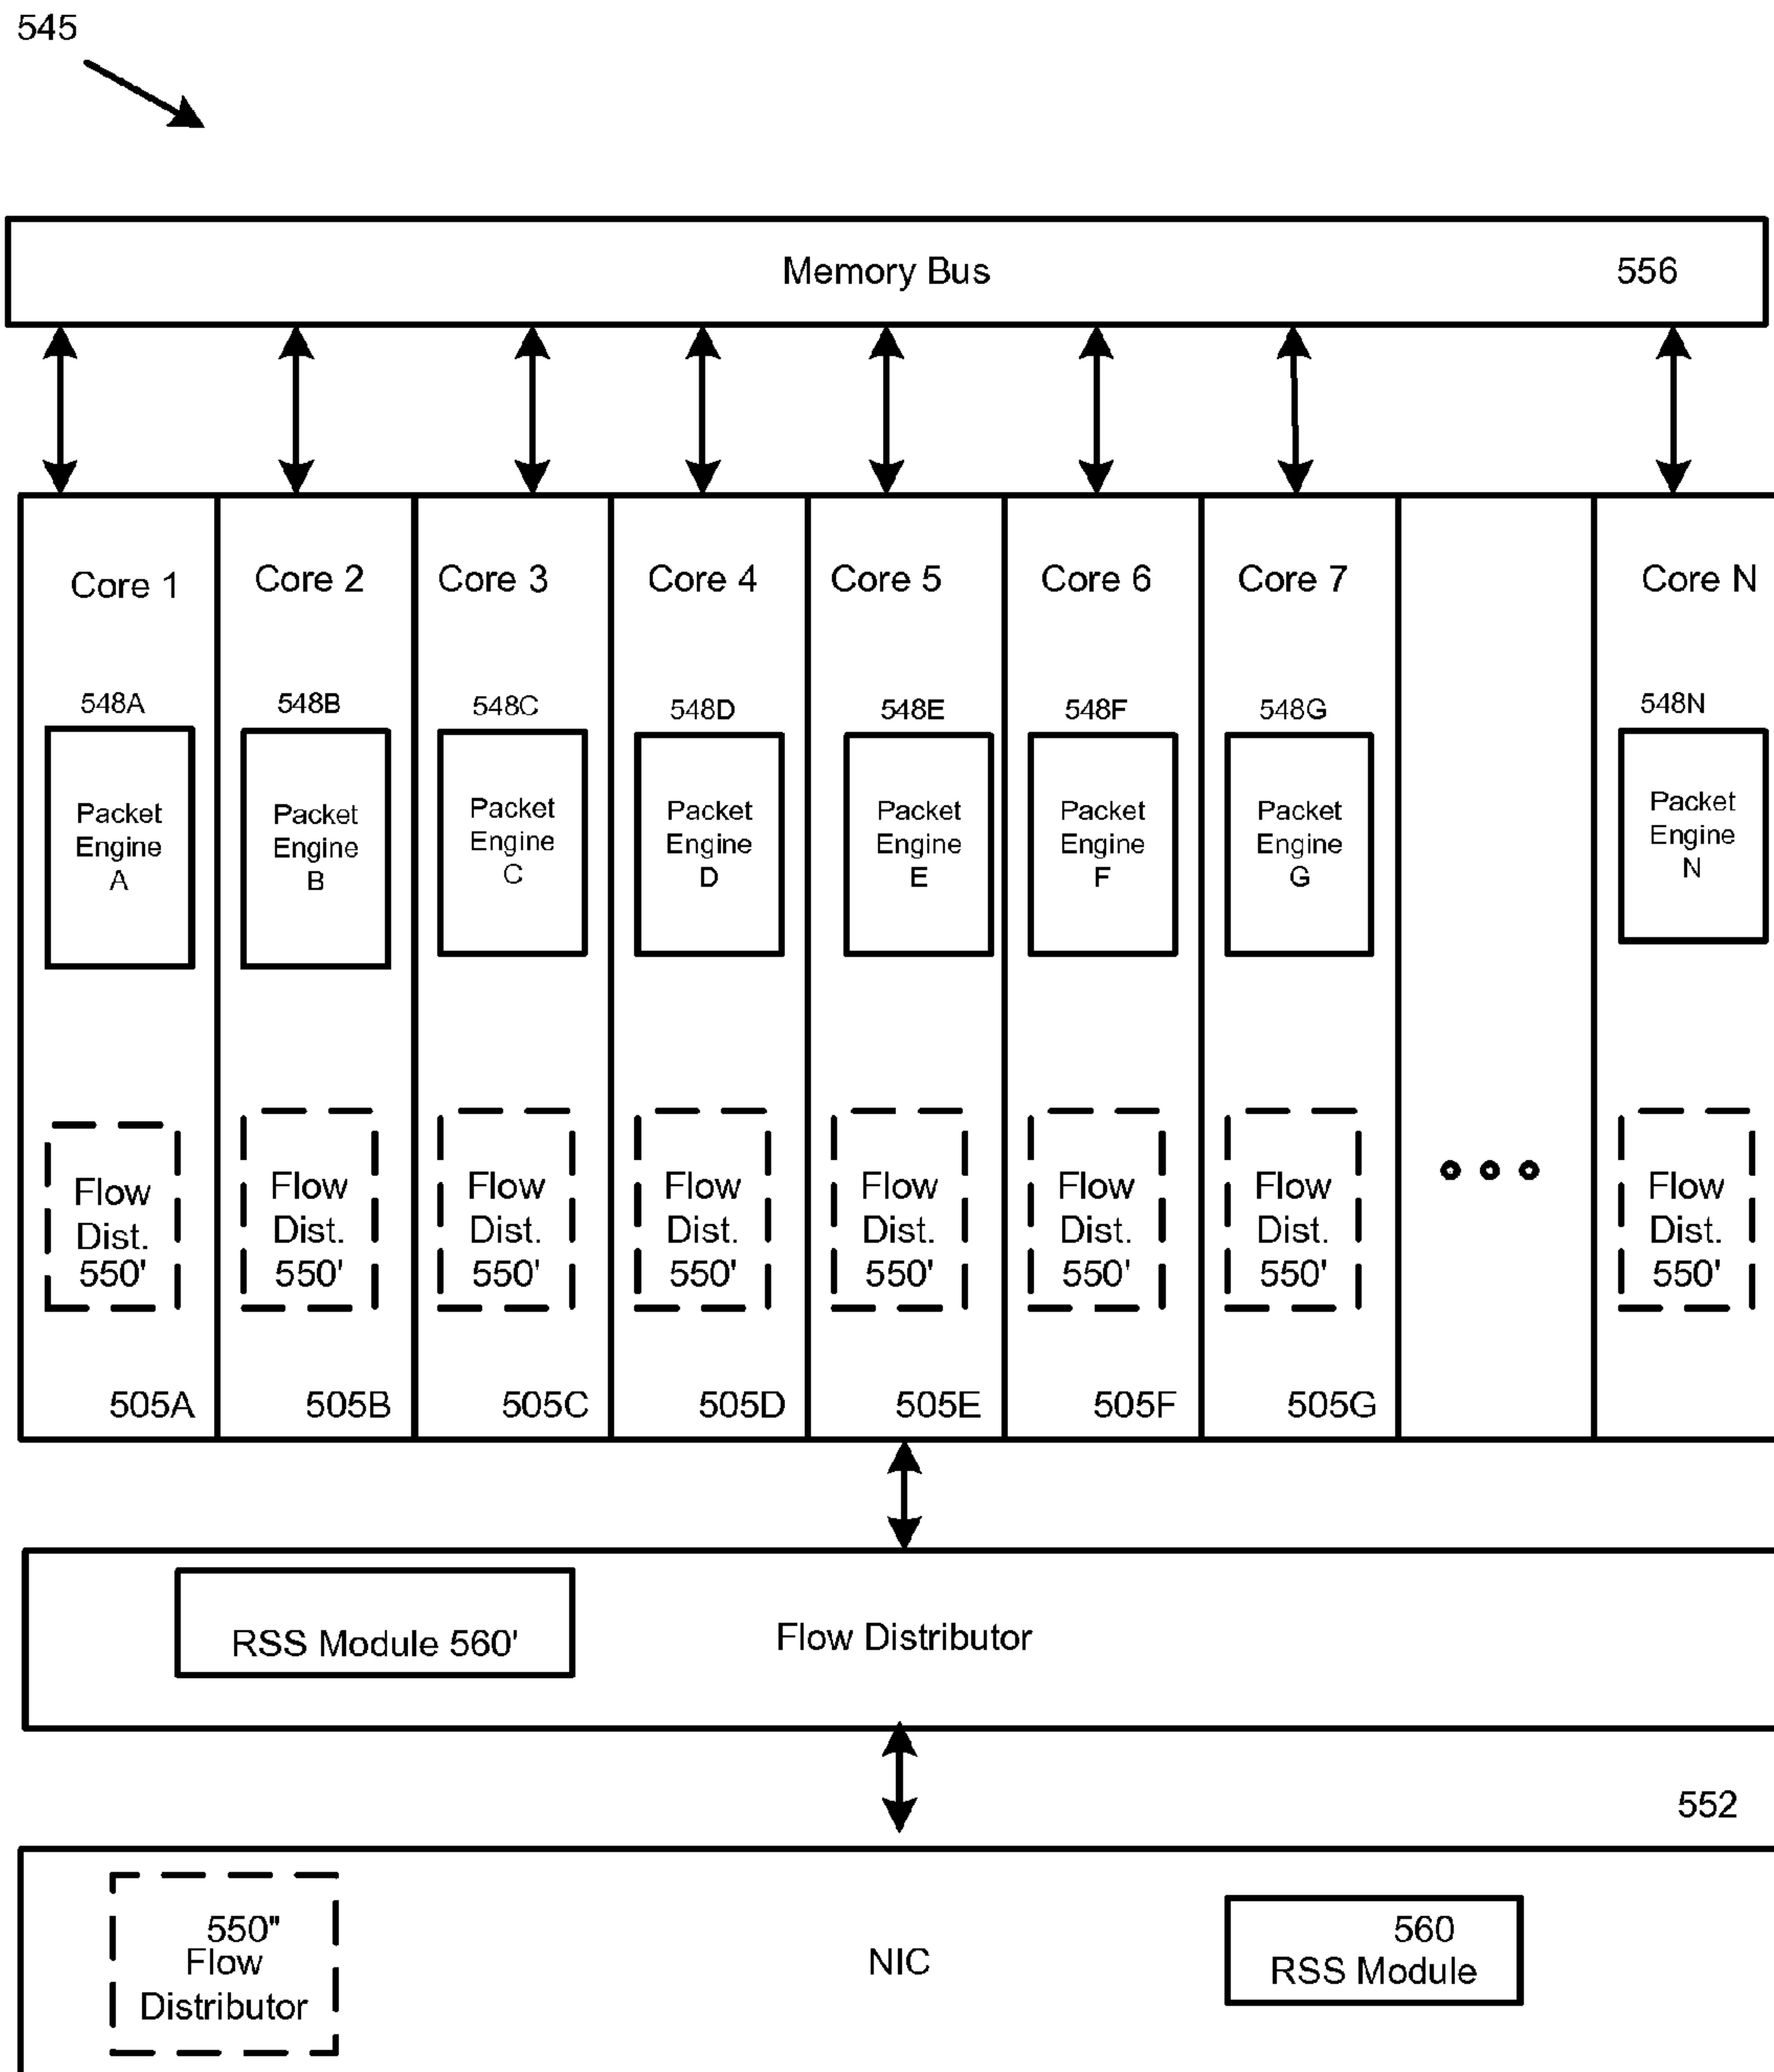 545
Memory Bus 556
Core 1 Core 2 Core 3 Core 4 Core 5 Core 6 Core 7 Core N
548A 548B 548C 548D 548E 548F 548G 548N
Packet Packet Packet Packet Packet Packet Packet Packet
Engine Engine Engine Engine Engine Engine Engine Engine
A B C D E F G N
Flow Flow Flow Flow Flow Flow Flow Flow
Dist. Dist. Dist. Dist. Dist. Dist. Dist. Dist.
550' 550' 550' 550' 550' 550' 550' 550'
505A 505B 505C 505D 505E 505F 505G
RSS Module 560' Flow Distributor
552
550"
Flow
Distributor
NIC
560
RSS Module